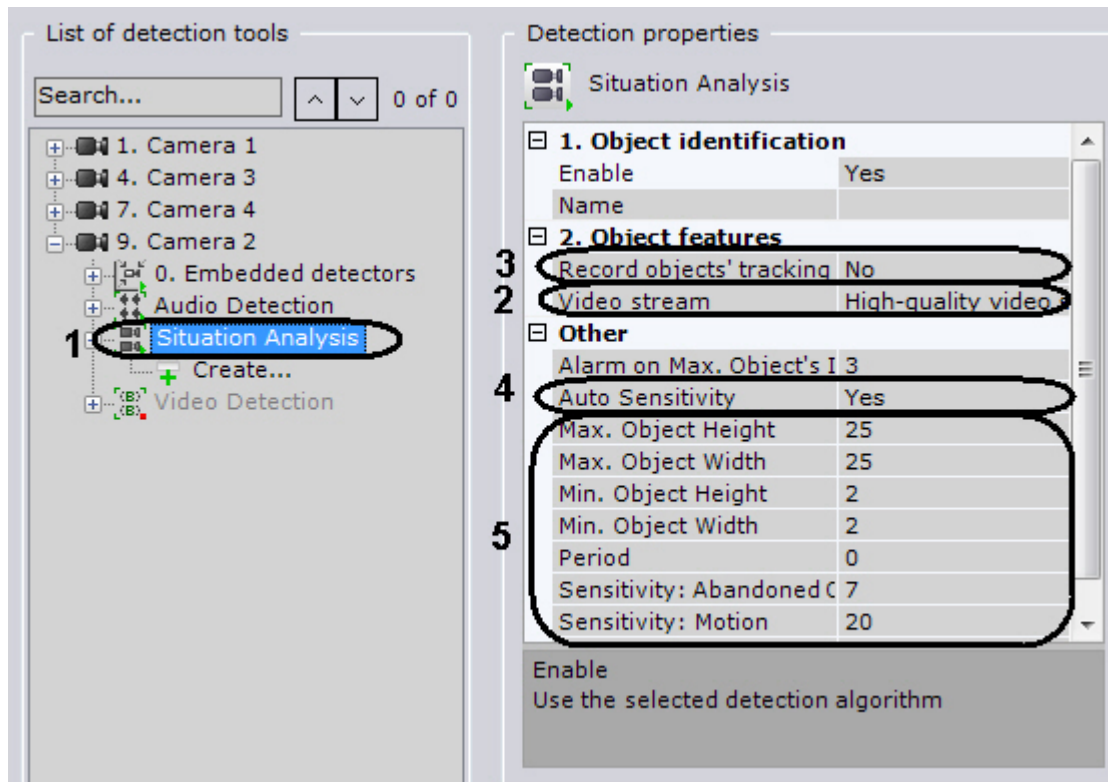 List of detection tools
Search...
0 of 0
1. Camera 1
4. Camera 3
7. Camera 4
9. Camera 2
0. Embedded detectors
Audio Detection
1 Situation Analysis
Create...
Video Detection
Detection properties
Situation Analysis
1. Object identification
Enable Yes
Name
2. Object features
3 Record objects' tracking No
2 Video stream High-quality video
Other
Alarm on Max. Object's I 3
4 Auto Sensitivity Yes
Max. Object Height 25
Max. Object Width 25
Min. Object Height 2
5 Min. Object Width 2
Period 0
Sensitivity: Abandoned 7
Sensitivity: Motion 20
Enable
Use the selected detection algorithm